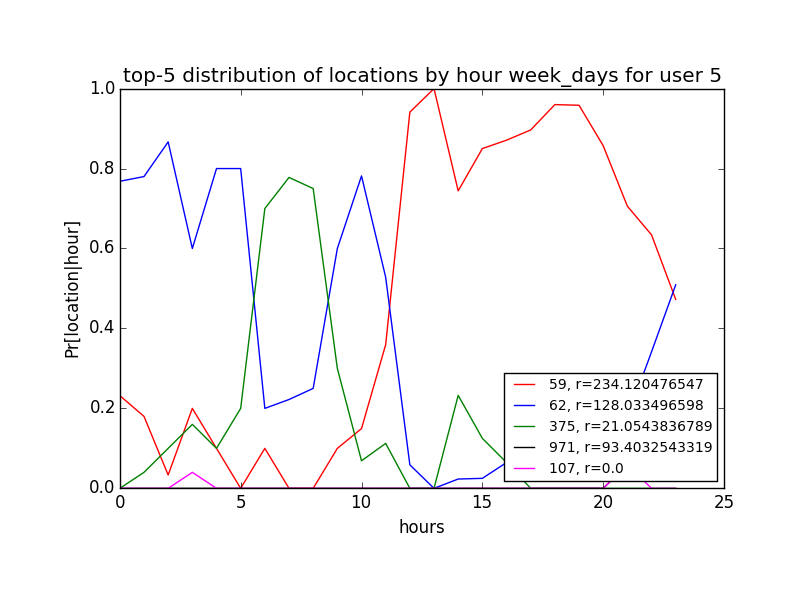 top-5 distribution of locations by hour week_days for user 5
1.0
0.8
0.6
0.4
0.2
0.0
Pr[location|hour]
59, r=234.120476547
62, r=128.033496598
375, r=21.0543836789
971, r=93.4032543319
107, r=0.0
0 5 10 15 20 25
hours